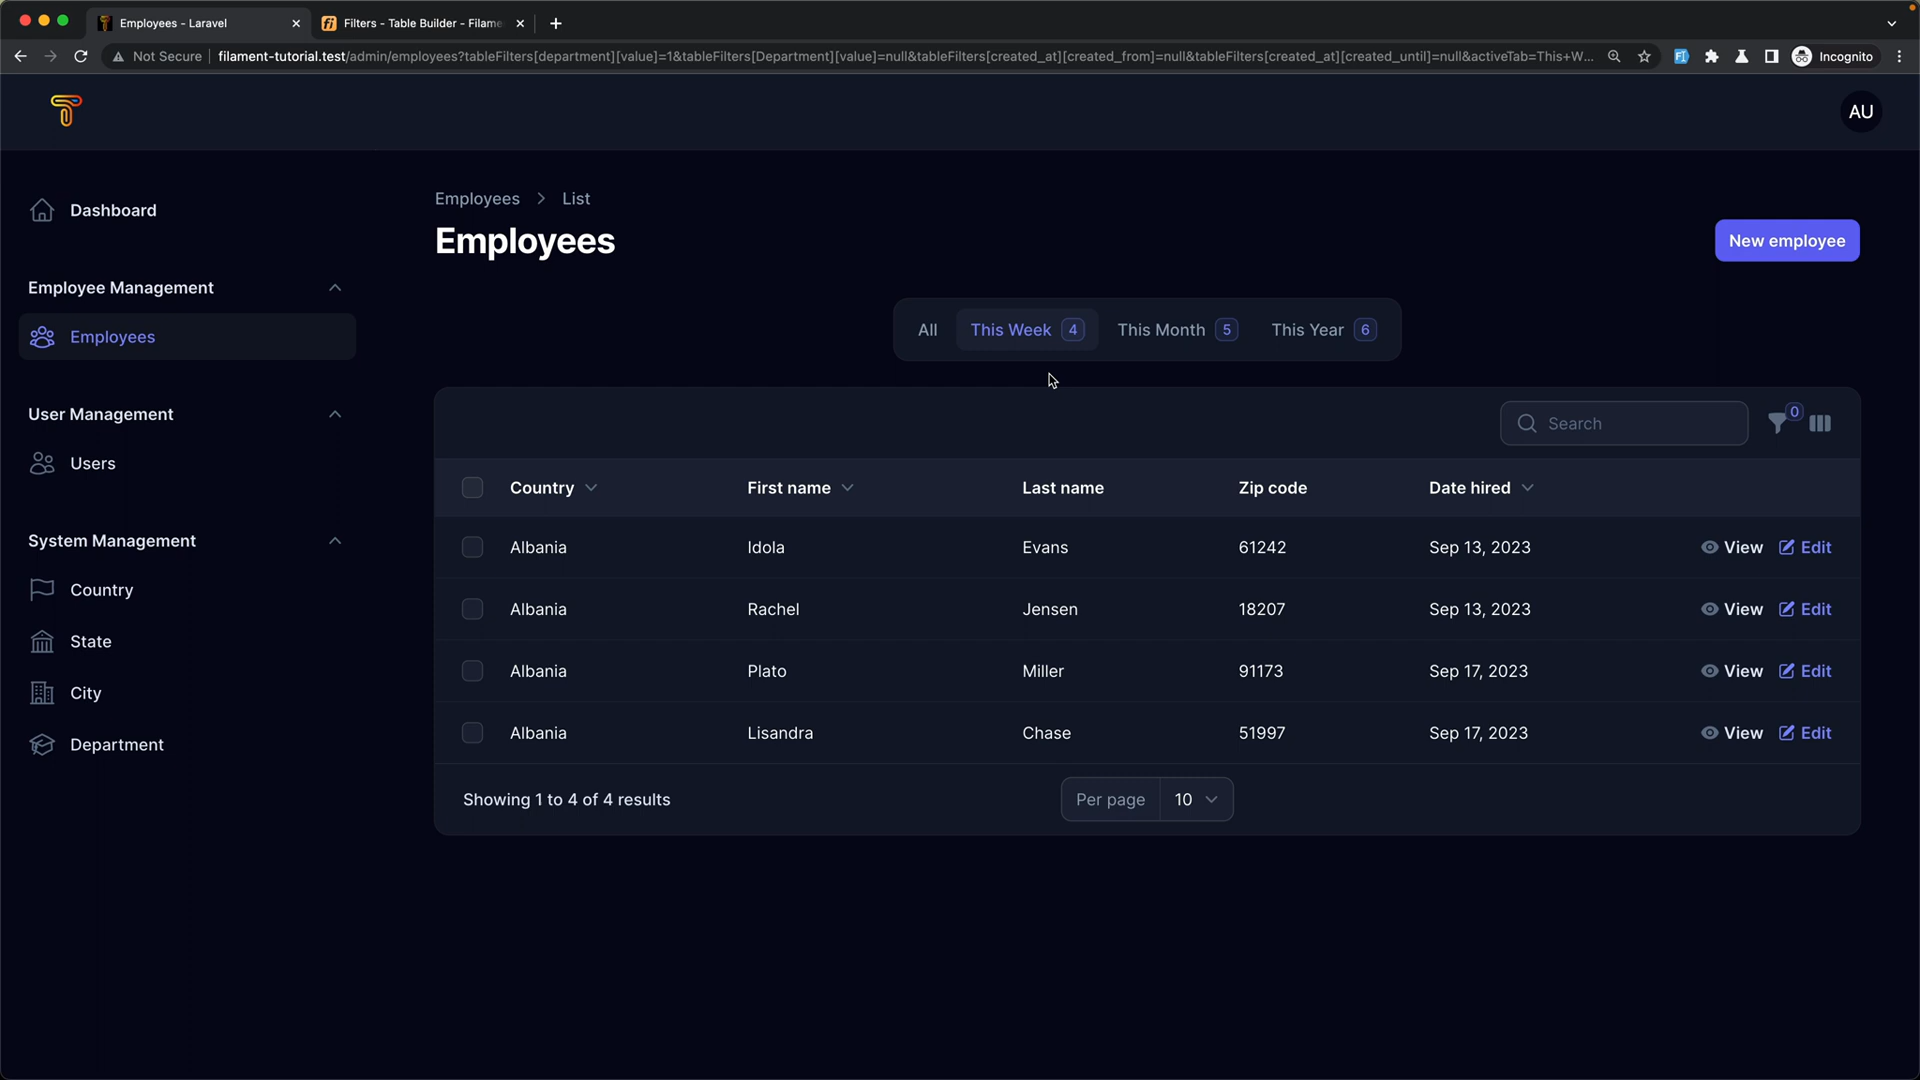 Employees - Laravel
Filters - Table Builder - Filame
Not Secure
filament-tutorial.test/admin/employees?tableFilters[department][value]=1&tableFilters[Department][value]=null&tableFilters[created_at][created_from]=null&tableFilters[created_at][created_until]=null&activeTab=This+W...
Incognito
AU
Dashboard
Employee Management
Employees
User Management
Users
System Management
Country
State
City
Department
Employees > List
Employees
New employee
All
This Week 4
This Month 5
This Year 6
Search
0
Country First name Last name Zip code Date hired
Albania Idola Evans 61242 Sep 13, 2023 View Edit
Albania Rachel Jensen 18207 Sep 13, 2023 View Edit
Albania Plato Miller 91173 Sep 17, 2023 View Edit
Albania Lisandra Chase 51997 Sep 17, 2023 View Edit
Showing 1 to 4 of 4 results
Per page 10